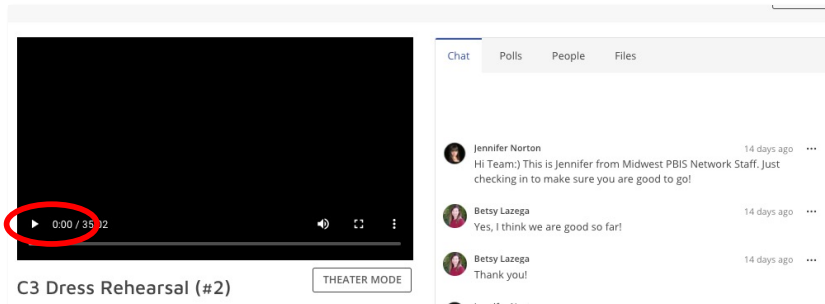 Chat Polls People Files
Jennifer Norton 14 days ago
Hi Team:) This is Jennifer from Midwest PBIS Network Staff. Just
checking in to make sure you are good to go!
Betsy Lazega 14 days ago
Yes, I think we are good so far!
Betsy Lazega 14 days ago
Thank you!
0:00 / 35:02
THEATER MODE
C3 Dress Rehearsal (#2)